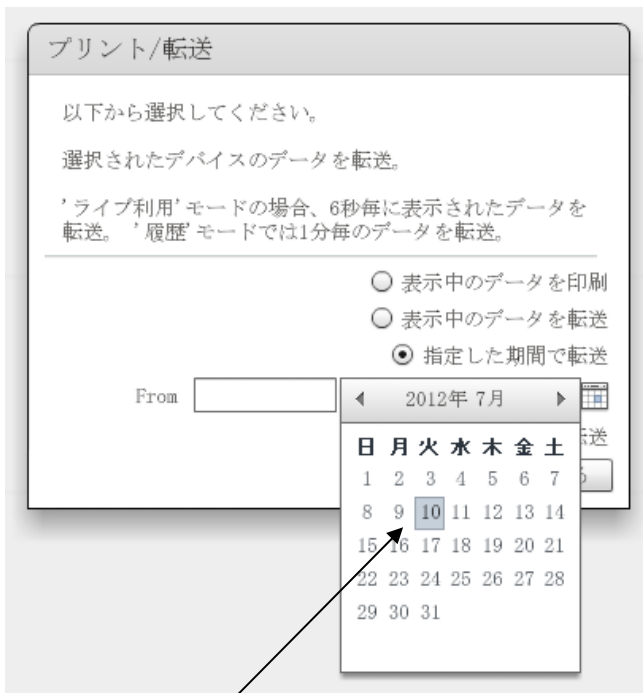 プリント/転送
以下から選択してください。
選択されたデバイスのデータを転送。
'ライブ利用'モードの場合、6秒毎に表示されたデータを
転送。 '履歴'モードでは1分毎のデータを転送。
表示中のデータを印刷
表示中のデータを転送
指定した期間で転送
From
2012年 7月
日 月 火 水 木 金 土
1 2 3 4 5 6 7
8 9 10 11 12 13 14
15 16 17 18 19 20 21
22 23 24 25 26 27 28
29 30 31
転送